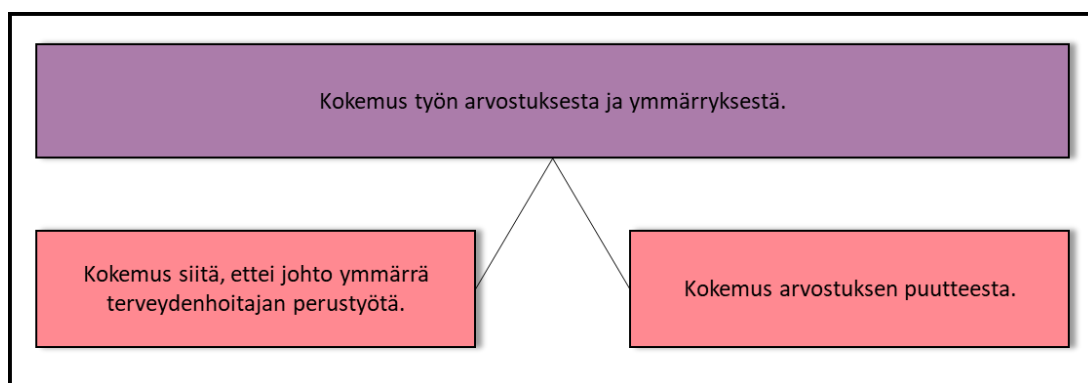 Kokemus työn arvostuksesta ja ymmärryksestä.
Kokemus siitä, ettei johto ymmärrä
terveydenhoitajan perustyötä.
Kokemus arvostuksen puutteesta.